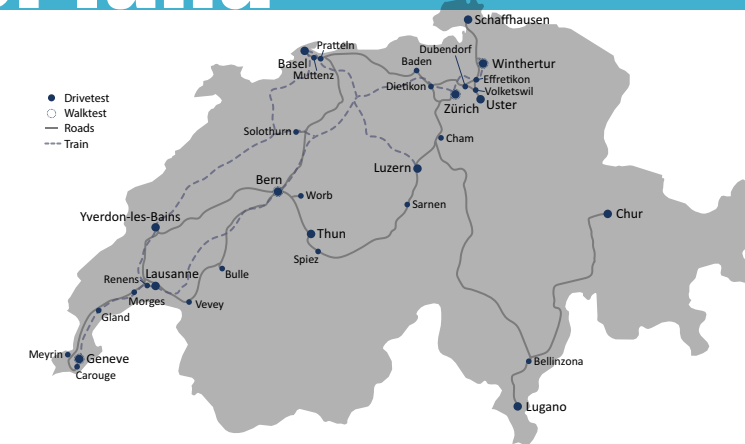 Schaffhausen
Pratteln
Dubendorf
Basel
Baden
Winthertur
Muttenz
Effretikon
Dietikon
Volketswil
Drivetest
Zürich
Uster
Walktest
Roads
Solothurn
Cham
Train
Luzern
Bern
Worb
Sarnen
Yverdon-les-Bains
Chur
Thun
Spiez
Renens
Lausanne
Bulle
Morges
Vevey
Gland
Meyrin
Geneve
Bellinzona
Carouge
Lugano